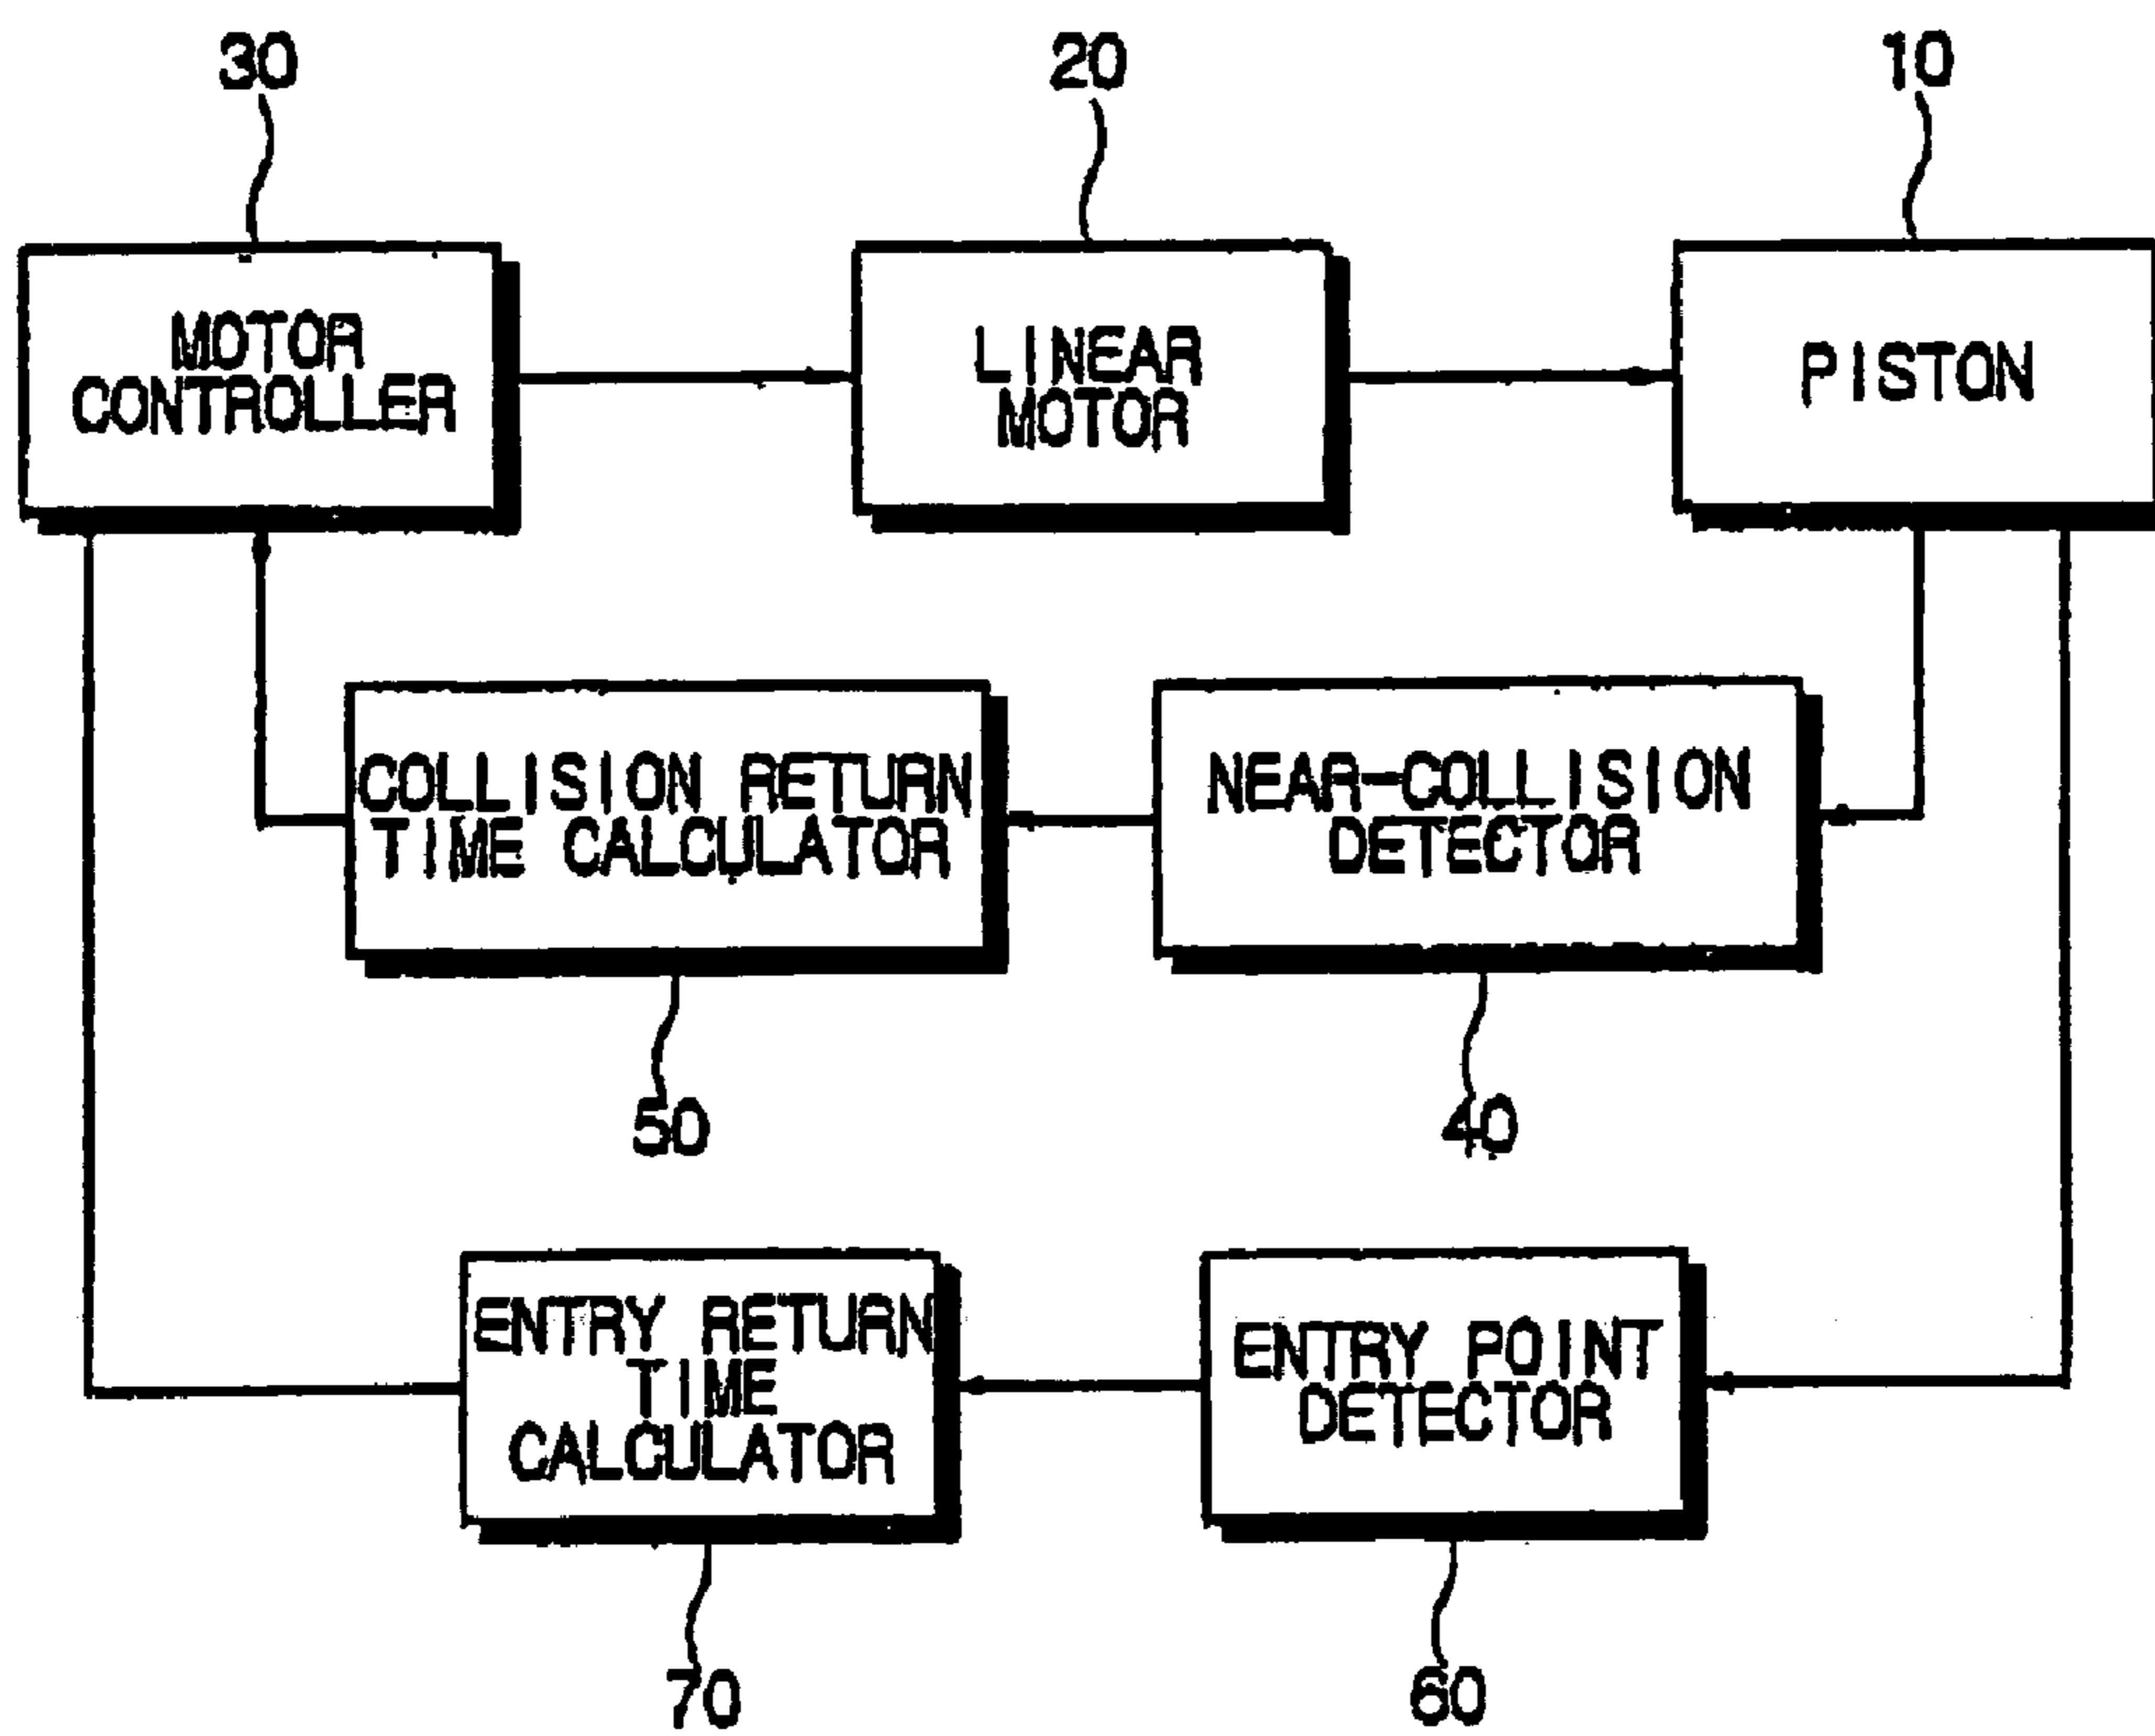 30
20
10
MOTOR
CONTROLLER
LINEAR
MOTOR
PISTON
COLLISION RETURN
TIME CALCULATOR
NEAR-COLLISION
DETECTOR
50
40
ENTRY RETURN
TIME
CALCULATOR
ENTRY POINT
DETECTOR
70
60